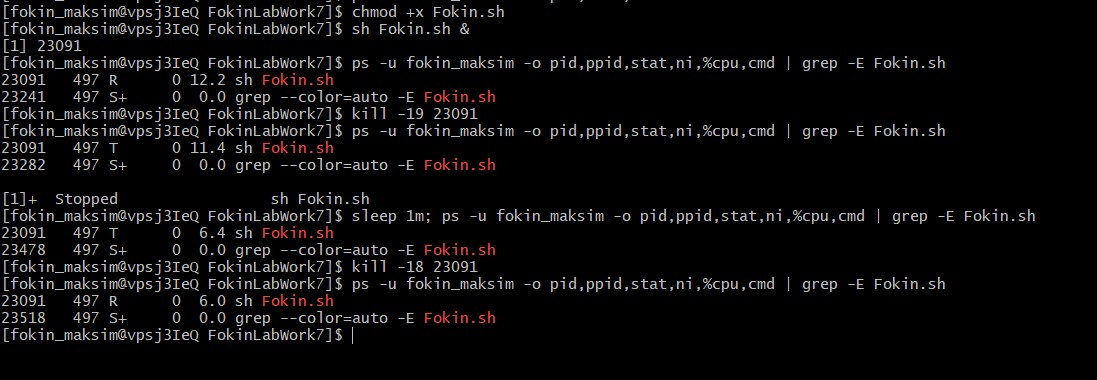 [fokin_maksim@vpsj3IeQ FokinLabWork7]$ chmod +x Fokin.sh
[fokin_maksim@vpsj3IeQ FokinLabWork7]$ sh Fokin.sh &
[1] 23091
[fokin_maksim@vpsj3IeQ FokinLabWork7]$ ps -u fokin_maksim -o pid,ppid,stat,ni,%cpu,cmd | grep -E Fokin.sh
23091   497 R      0 12.2 sh Fokin.sh
23241   497 S+     0  0.0 grep --color=auto -E Fokin.sh
[fokin_maksim@vpsj3IeQ FokinLabWork7]$ kill -19 23091
[fokin_maksim@vpsj3IeQ FokinLabWork7]$ ps -u fokin_maksim -o pid,ppid,stat,ni,%cpu,cmd | grep -E Fokin.sh
23091   497 T      0 11.4 sh Fokin.sh
23282   497 S+     0  0.0 grep --color=auto -E Fokin.sh
[1]+  Stopped                 sh Fokin.sh
[fokin_maksim@vpsj3IeQ FokinLabWork7]$ sleep 1m; ps -u fokin_maksim -o pid,ppid,stat,ni,%cpu,cmd | grep -E Fokin.sh
23091   497 T      0  6.4 sh Fokin.sh
23478   497 S+     0  0.0 grep --color=auto -E Fokin.sh
[fokin_maksim@vpsj3IeQ FokinLabWork7]$ kill -18 23091
[fokin_maksim@vpsj3IeQ FokinLabWork7]$ ps -u fokin_maksim -o pid,ppid,stat,ni,%cpu,cmd | grep -E Fokin.sh
23091   497 R      0  6.0 sh Fokin.sh
23518   497 S+     0  0.0 grep --color=auto -E Fokin.sh
[fokin_maksim@vpsj3IeQ FokinLabWork7]$